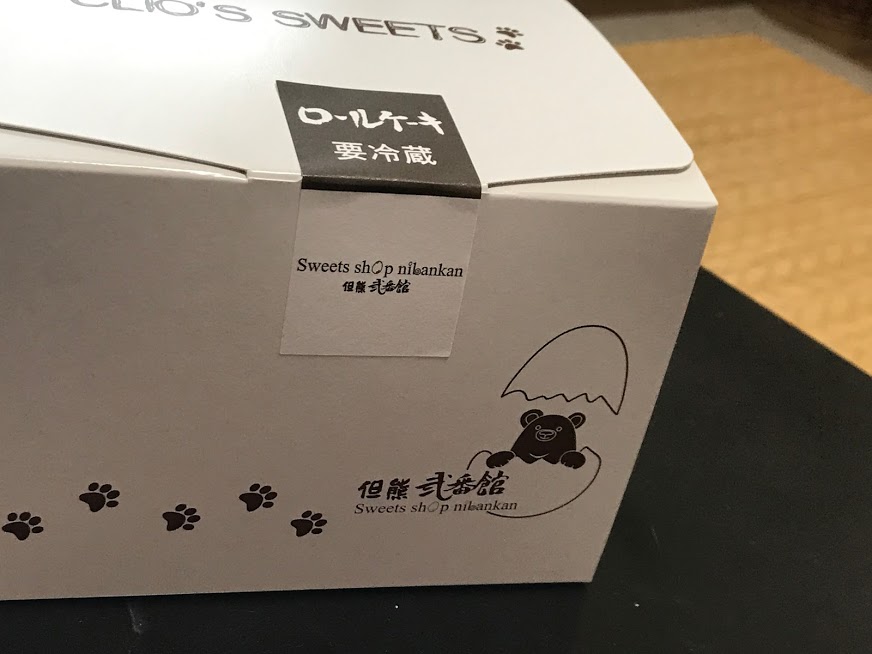 CLIO'S SWEETS
ロールケーキ
要冷蔵
Sweets shop nibankan
但熊 弐番館
但熊 弐番館
Sweets shop nibankan